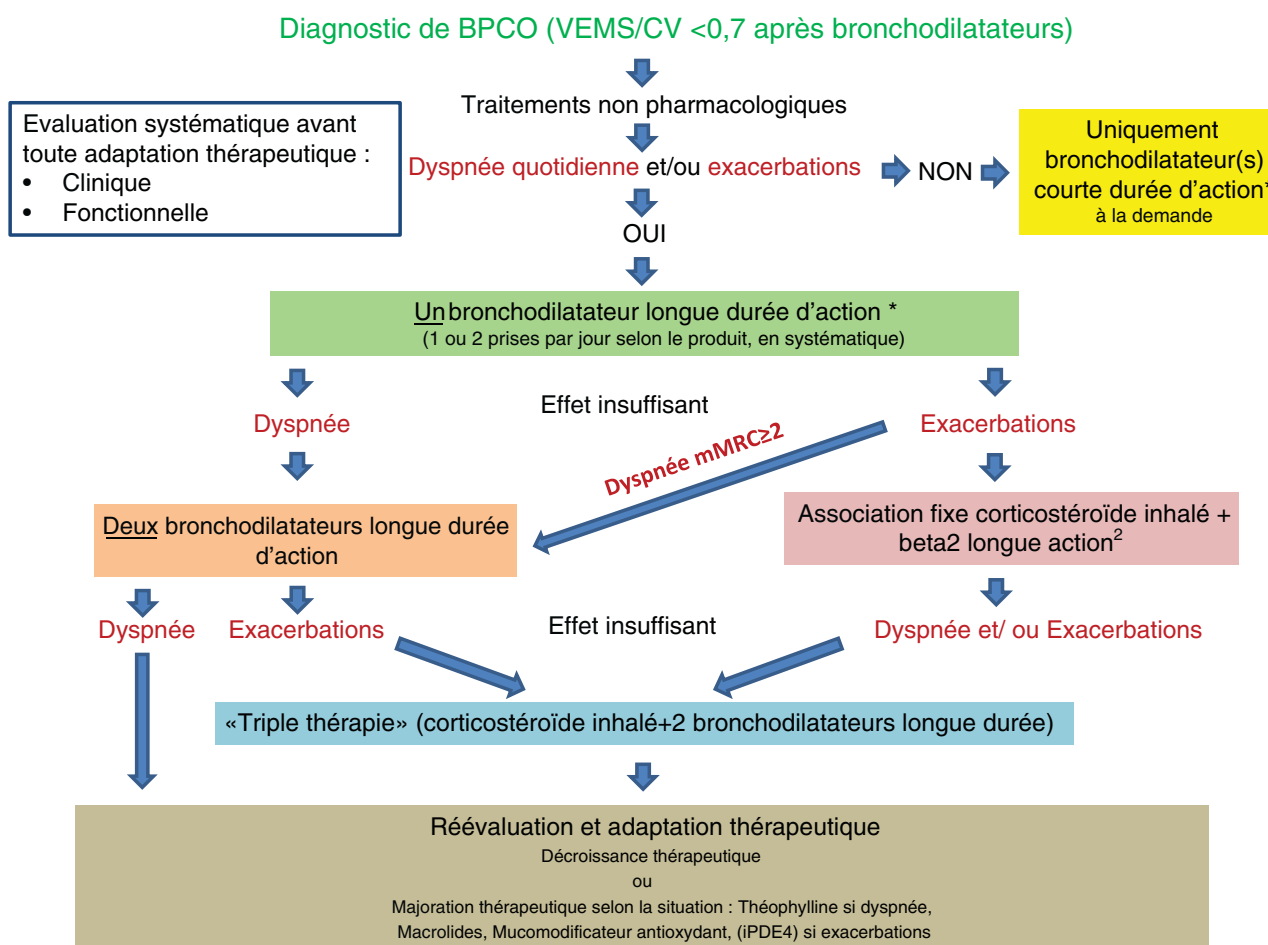 Diagnostic de BPCO (VEMS/CV <0,7 après bronchodilatateurs)
Traitements non pharmacologiques
Evaluation systématique avant
toute adaptation thérapeutique :
• Clinique
• Fonctionnelle
Dyspnée quotidienne et/ou exacerbations
NON
Uniquement
bronchodilatateur(s)
courte durée d’action*
à la demande
OUI
Un bronchodilatateur longue durée d’action *
(1 ou 2 prises par jour selon le produit, en systématique)
Effet insuffisant
Dyspnée
Exacerbations
Dyspnée mMRC≥2
Deux bronchodilatateurs longue durée
d’action
Association fixe corticostéroïde inhalé +
beta2 longue action2
Dyspnée
Exacerbations
Effet insuffisant
Dyspnée et/ ou Exacerbations
«Triple thérapie» (corticostéroïde inhalé+2 bronchodilatateurs longue durée)
Réévaluation et adaptation thérapeutique
Décroissance thérapeutique
ou
Majoration thérapeutique selon la situation : Théophylline si dyspnée,
Macrolides, Mucomodificateur antioxydant, (iPDE4) si exacerbations